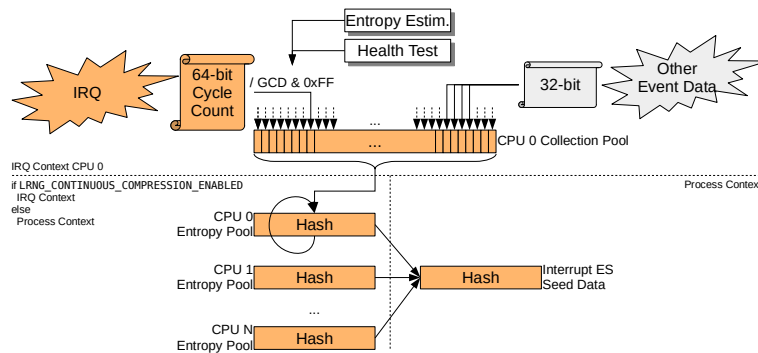 Entropy Estim.
Health Test
IRQ
64-bit
Cycle
Count
/ GCD & 0xFF
...
32-bit
Other
Event Data
...
CPU 0 Collection Pool
IRQ Context CPU 0
if LRNG_CONTINUOUS_COMPRESSION_ENABLED
IRQ Context
else
Process Context
Process Context
CPU 0
Entropy Pool
Hash
CPU 1
Entropy Pool
Hash
Hash
Interrupt ES
Seed Data
...
CPU N
Entropy Pool
Hash